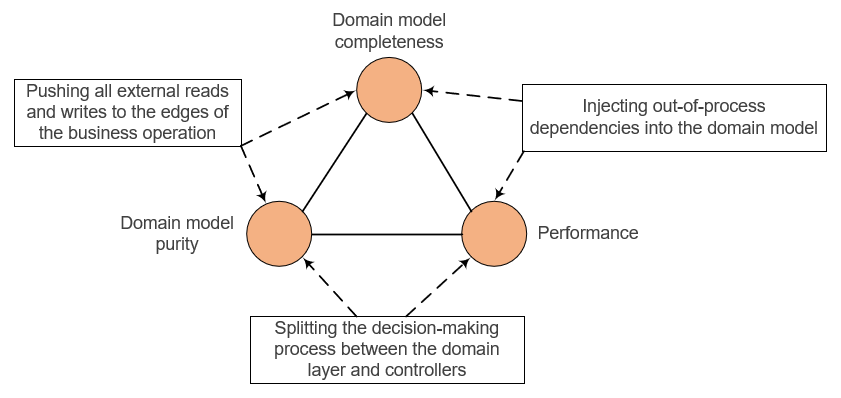 Domain model
completeness
Pushing all external reads
and writes to the edges of
the business operation
Injecting out-of-process
dependencies into the domain model
Domain model
purity
Performance
Splitting the decision-making
process between the domain
layer and controllers